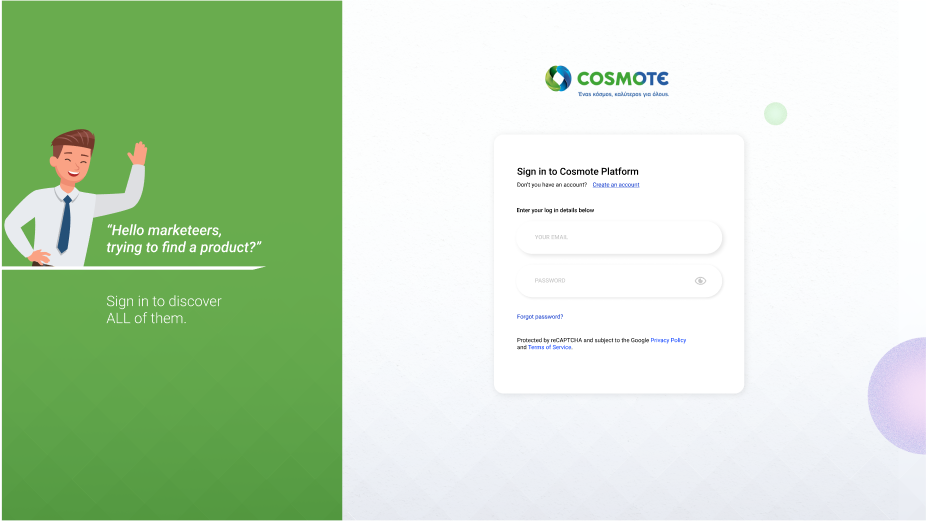 COSMOTE
Ένας κόσμος, καλύτερος για όλους.
“Hello marketeers,
trying to find a product?”
Sign in to discover
ALL of them.
Sign in to Cosmote Platform
Don't you have an account? Create an account
Enter your log in details below
YOUR EMAIL
PASSWORD
Forgot password?
Protected by reCAPTCHA and subject to the Google Privacy Policy
and Terms of Service.